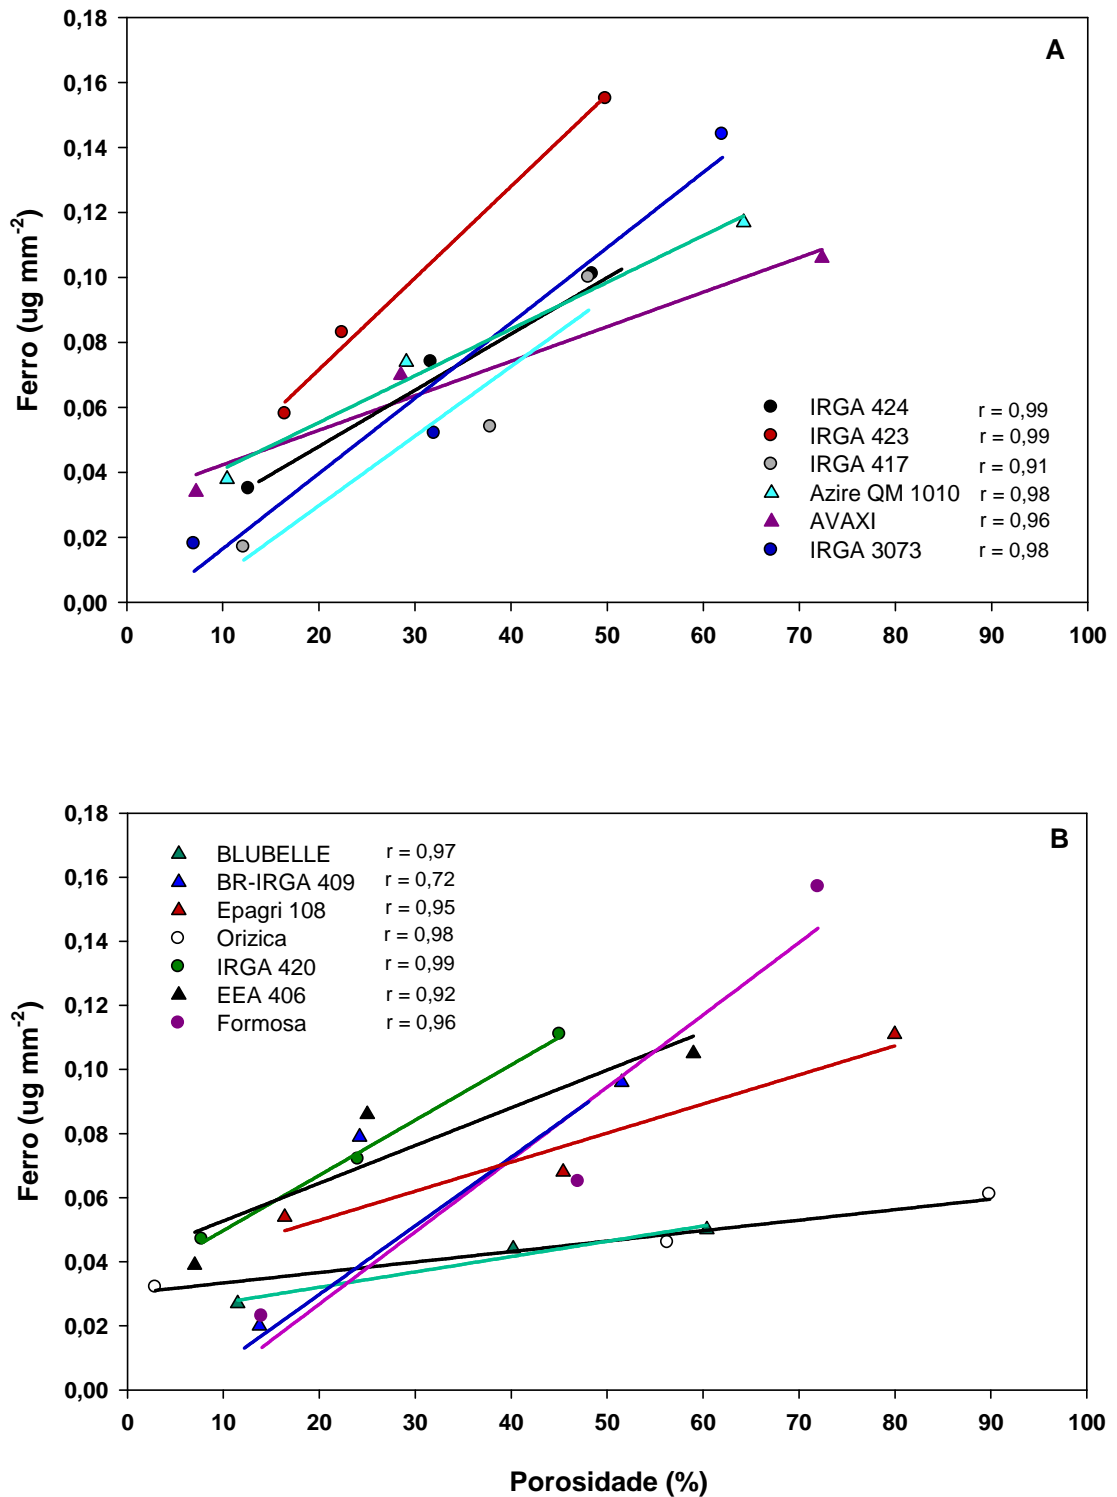 0,18
A
0,16
0,14
0,12
0,10
0,08
0,06
0,04
0,02
0,00
Ferro (ug mm-2)
IRGA 424 r = 0,99
IRGA 423 r = 0,99
IRGA 417 r = 0,91
Azire QM 1010 r = 0,98
AVAXI r = 0,96
IRGA 3073 r = 0,98
0 10 20 30 40 50 60 70 80 90 100
0,18
B
0,16
0,14
0,12
0,10
0,08
0,06
0,04
0,02
0,00
Ferro (ug mm-2)
BLUBELLE r = 0,97
BR-IRGA 409 r = 0,72
Epagri 108 r = 0,95
Orizica r = 0,98
IRGA 420 r = 0,99
EEA 406 r = 0,92
Formosa r = 0,96
0 10 20 30 40 50 60 70 80 90 100
Porosidade (%)